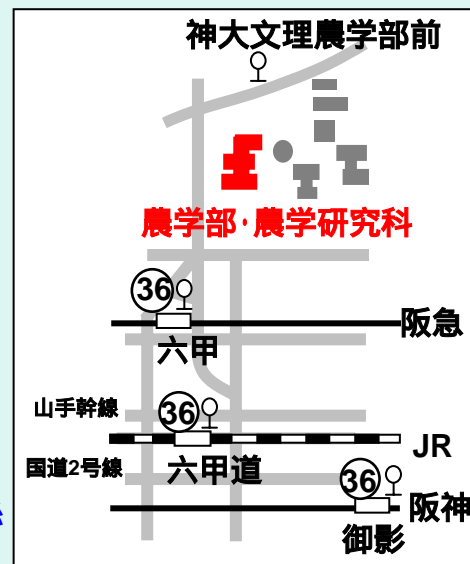 神大文理農学部前
農学部・農学研究科
36
阪急
六甲
山手幹線
36
JR
国道2号線
六甲道
36
阪神
御影